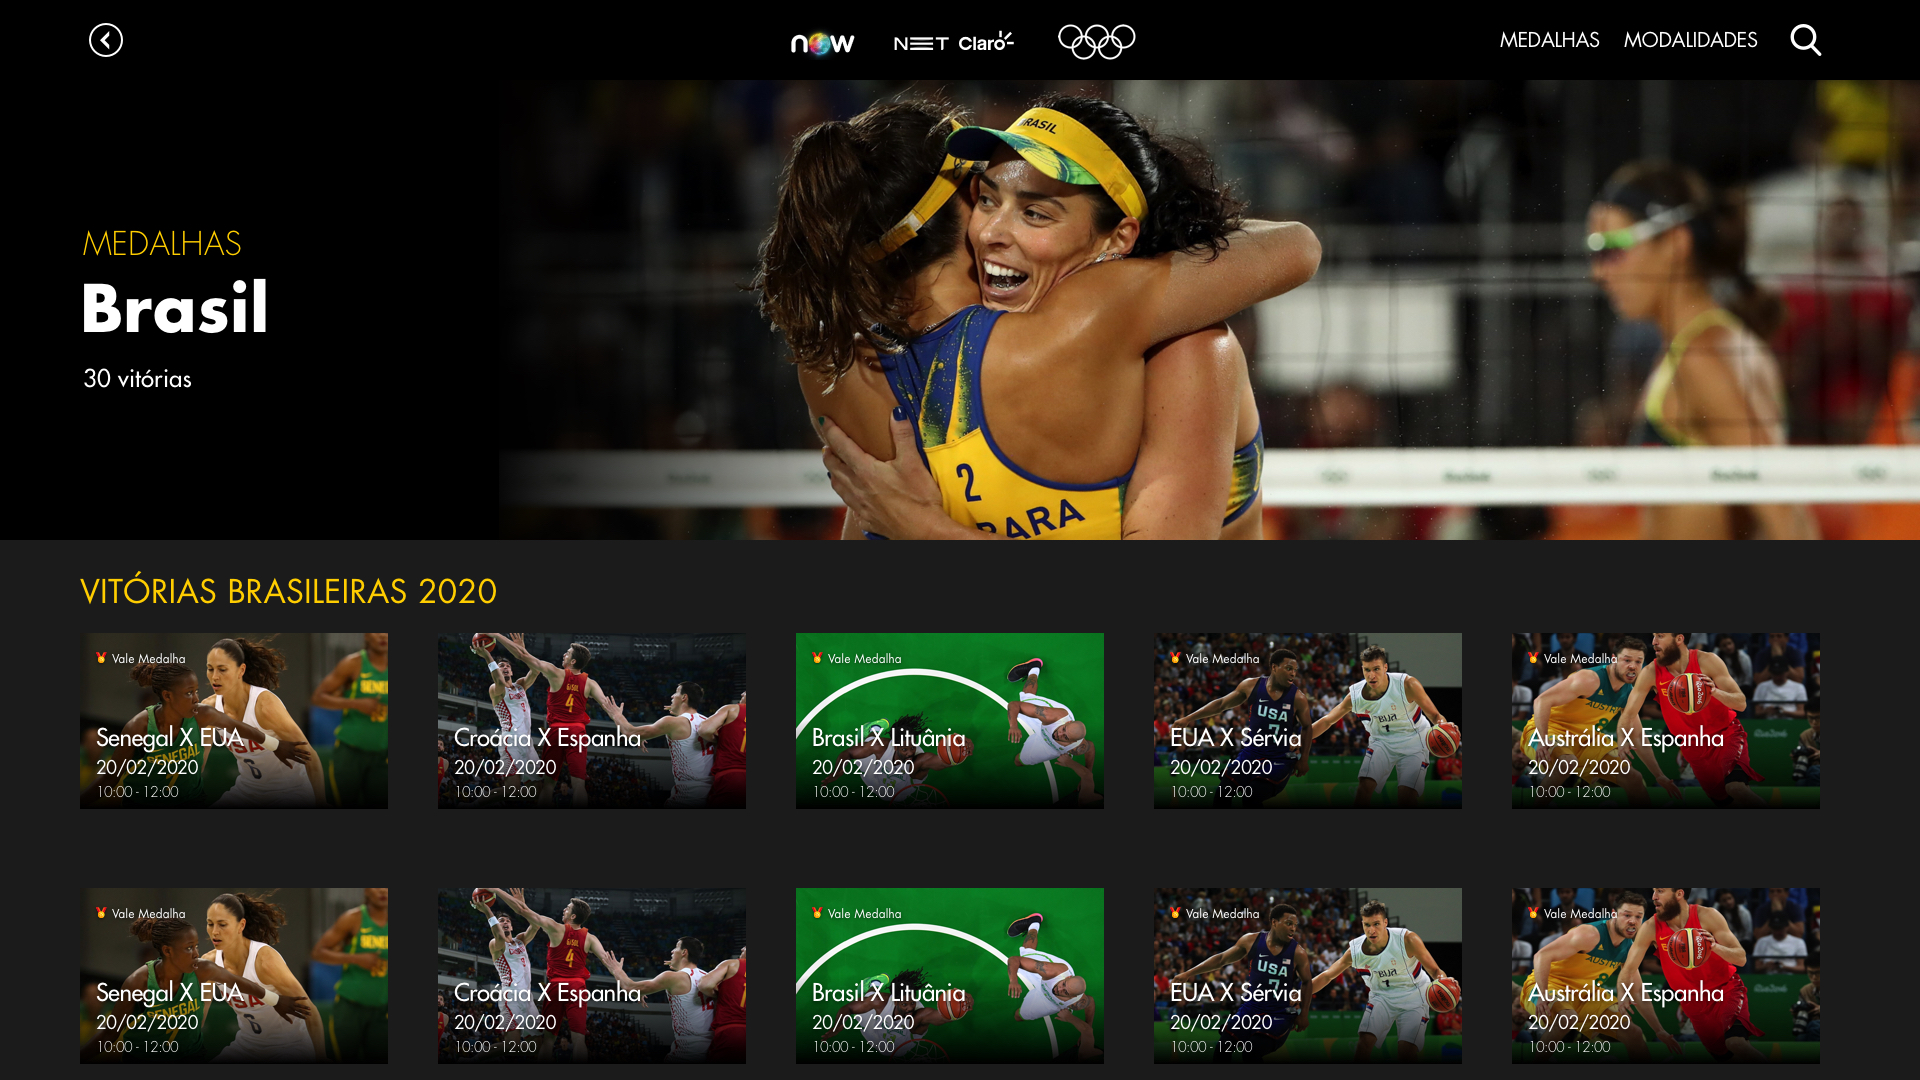 now
NET
Claro
MEDALHAS
MODALIDADES
BRASIL
MEDALHAS
Brasil
30 vitórias
2
BARA
VITÓRIAS BRASILEIRAS 2020
Vale Medalha
Senegal X EUA
20/02/2020
10:00 - 12:00
Vale Medalha
Croácia X Espanha
20/02/2020
10:00 - 12:00
Vale Medalha
Brasil X Lituânia
20/02/2020
10:00 - 12:00
Vale Medalha
EUA X Sérvia
20/02/2020
10:00 - 12:00
Vale Medalha
Austrália X Espanha
20/02/2020
10:00 - 12:00
Vale Medalha
Senegal X EUA
20/02/2020
10:00 - 12:00
Croácia X Espanha
20/02/2020
10:00 - 12:00
Vale Medalha
Brasil X Lituânia
20/02/2020
10:00 - 12:00
Vale Medalha
EUA X Sérvia
20/02/2020
10:00 - 12:00
Vale Medalha
Austrália X Espanha
20/02/2020
10:00 - 12:00